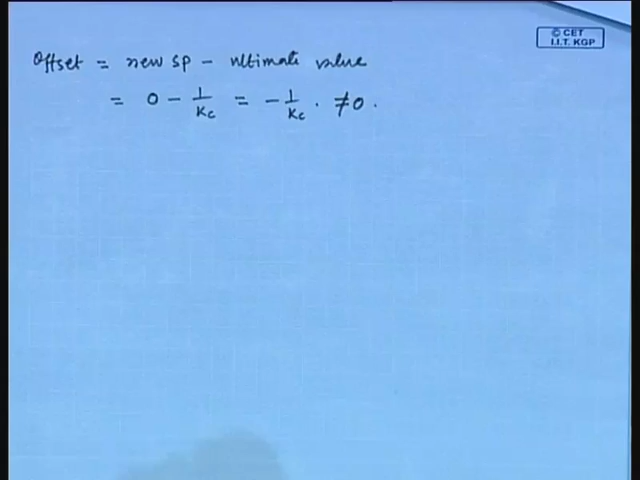 © CET
I.I.T. KGP
Offset = new SP - ultimate value
= 0 - 1/Kc = - 1/Kc . ≠0 .